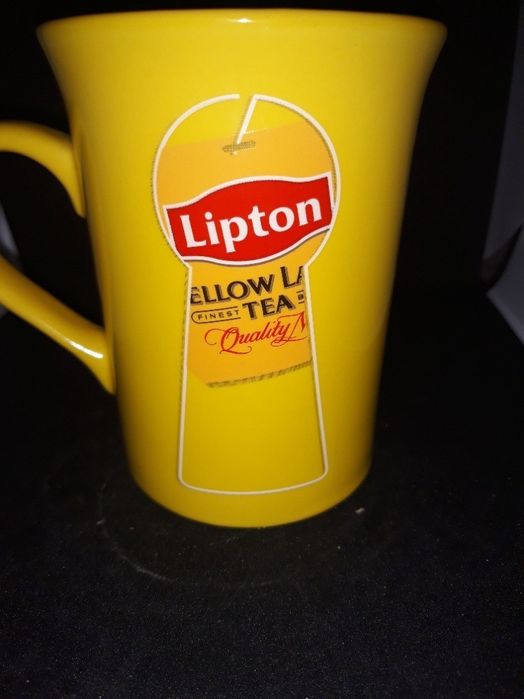 Lipton
ELLOW LA
FINEST TEA B
Quality N